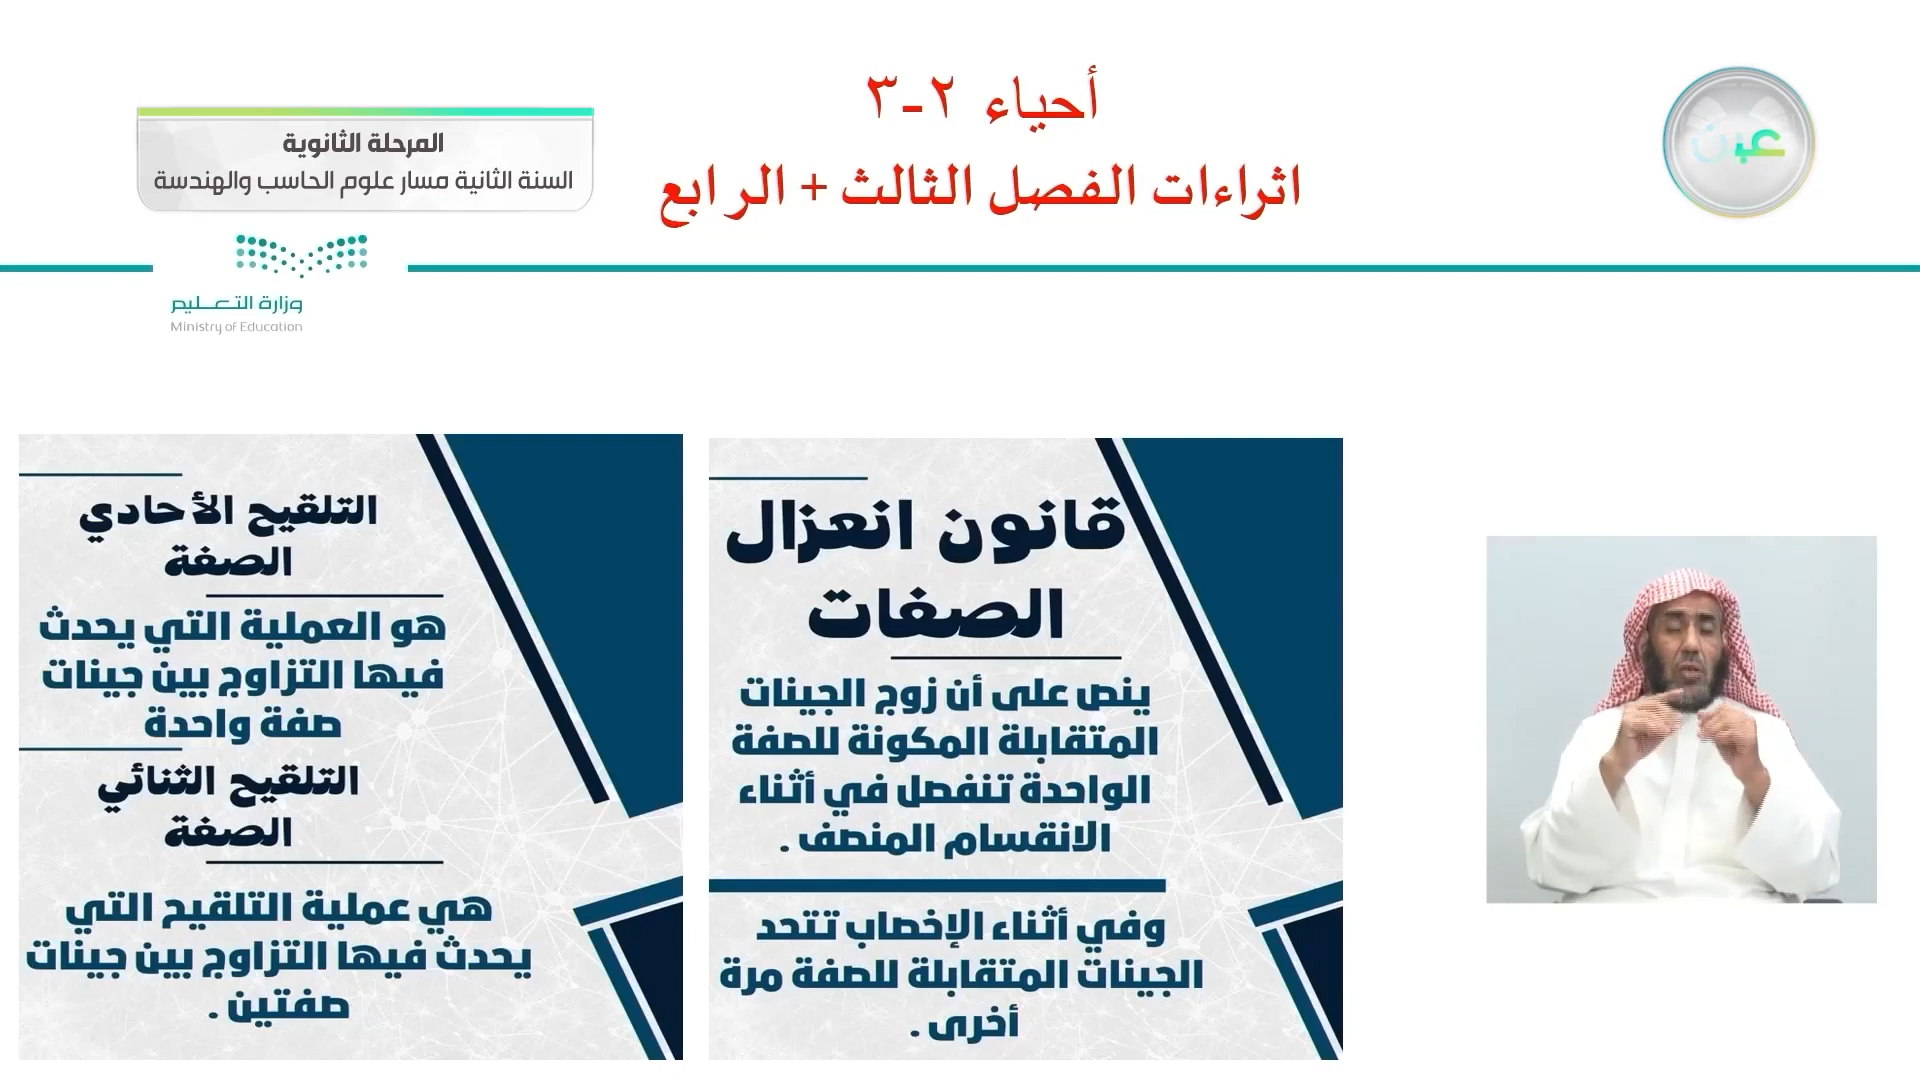 أحياء ٢-٣
اثراءات الفصل الثالث + الرابع
عين
المرحلة الثانوية
السنة الثانية مسار علوم الحاسب والهندسة
وزارة التعليم
Ministry of Education
قانون انعزال
الصفات
ينص على أن زوج الجينات
المتقابلة المكونة للصفة
الواحدة تنفصل في أثناء
الانقسام المنصف .
وفي أثناء الإخصاب تتحد
الجينات المتقابلة للصفة مرة
أخرى .
التلقيح الأحادي
الصفة
هو العملية التي يحدث
فيها التزاوج بين جينات
صفة واحدة
التلقيح الثنائي
الصفة
هي عملية التلقيح التي
يحدث فيها التزاوج بين جينات
صفتين .